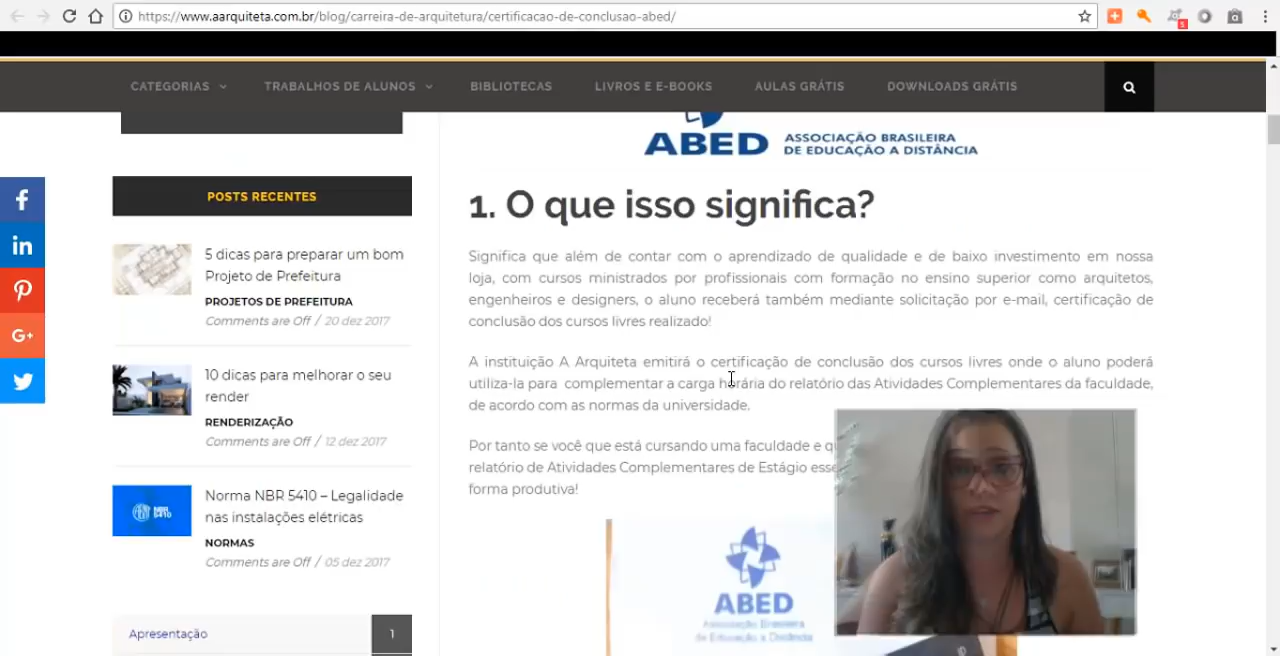 https://www.aarquiteta.com.br/blog/carreira-de-arquitetura/certificacao-de-conclusao-abed/
5
CATEGORIAS
TRABALHOS DE ALUNOS
BIBLIOTECAS
LIVROS E E-BOOKS
AULAS GRÁTIS
DOWNLOADS GRÁTIS
POSTS RECENTES
5 dicas para preparar um bom
Projeto de Prefeitura
PROJETOS DE PREFEITURA
Comments are Off / 20 dez 2017
10 dicas para melhorar o seu
render
RENDERIZAÇÃO
Comments are Off / 12 dez 2017
Norma NBR 5410 – Legalidade
nas instalações elétricas
NORMAS
Comments are Off / 05 dez 2017
Apresentação 1
ABED ASSOCIAÇÃO BRASILEIRA
DE EDUCAÇÃO A DISTÂNCIA
1. O que isso significa?
Significa que além de contar com o aprendizado de qualidade e de baixo investimento em nossa
loja, com cursos ministrados por profissionais com formação no ensino superior como arquitetos,
engenheiros e designers, o aluno receberá também mediante solicitação por e-mail, certificação de
conclusão dos cursos livres realizado!
A instituição A Arquiteta emitirá o certificação de conclusão dos cursos livres onde o aluno poderá
utiliza-la para complementar a carga horária do relatório das Atividades Complementares da faculdade,
de acordo com as normas da universidade.
Por tanto se você que está cursando uma faculdade e
relatório de Atividades Complementares de Estágio
forma produtiva!
ABED
Associação Brasileira
de Educação a Distância